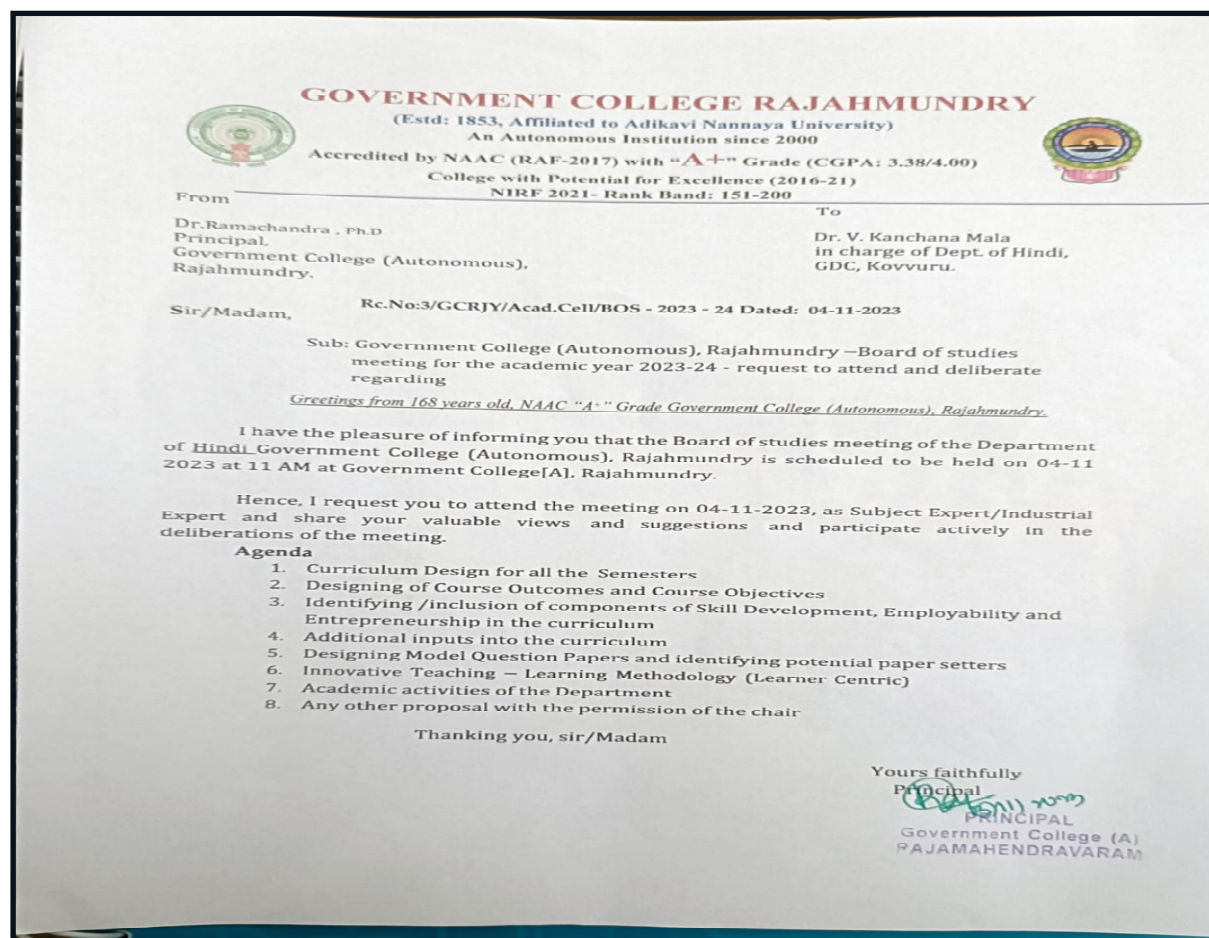 GOVERNMENT COLLEGE RAJAHMUNDRY
(Estd: 1853, Affiliated to Adikavi Nannaya University)
An Autonomous Institution since 2000
Accredited by NAAC (RAF-2017) with “A+” Grade (CGPA: 3.38/4.00)
College with Potential for Excellence (2016-21)
NIRF 2021- Rank Band: 151-200
From
Dr.Ramachandra , Ph.D
Principal,
Government College (Autonomous),
Rajahmundry.
To
Dr. V. Kanchana Mala
in charge of Dept. of Hindi,
GDC, Kovvuru.
Rc.No:3/GCRJY/Acad.Cell/BOS - 2023 - 24 Dated: 04-11-2023
Sir/Madam,
Sub: Government College (Autonomous), Rajahmundry –Board of studies
meeting for the academic year 2023-24 - request to attend and deliberate
regarding
Greetings from 168 years old, NAAC “A+” Grade Government College (Autonomous), Rajahmundry.
I have the pleasure of informing you that the Board of studies meeting of the Department
of Hindi Government College (Autonomous), Rajahmundry is scheduled to be held on 04-11
2023 at 11 AM at Government College[A], Rajahmundry.
Hence, I request you to attend the meeting on 04-11-2023, as Subject Expert/Industrial
Expert and share your valuable views and suggestions and participate actively in the
deliberations of the meeting.
Agenda
1. Curriculum Design for all the Semesters
2. Designing of Course Outcomes and Course Objectives
3. Identifying /inclusion of components of Skill Development, Employability and
Entrepreneurship in the curriculum
4. Additional inputs into the curriculum
5. Designing Model Question Papers and identifying potential paper setters
6. Innovative Teaching – Learning Methodology (Learner Centric)
7. Academic activities of the Department
8. Any other proposal with the permission of the chair
Thanking you, sir/Madam
Yours faithfully
Principal
PRINCIPAL
Government College (A)
RAJAMAHENDRAVARAM